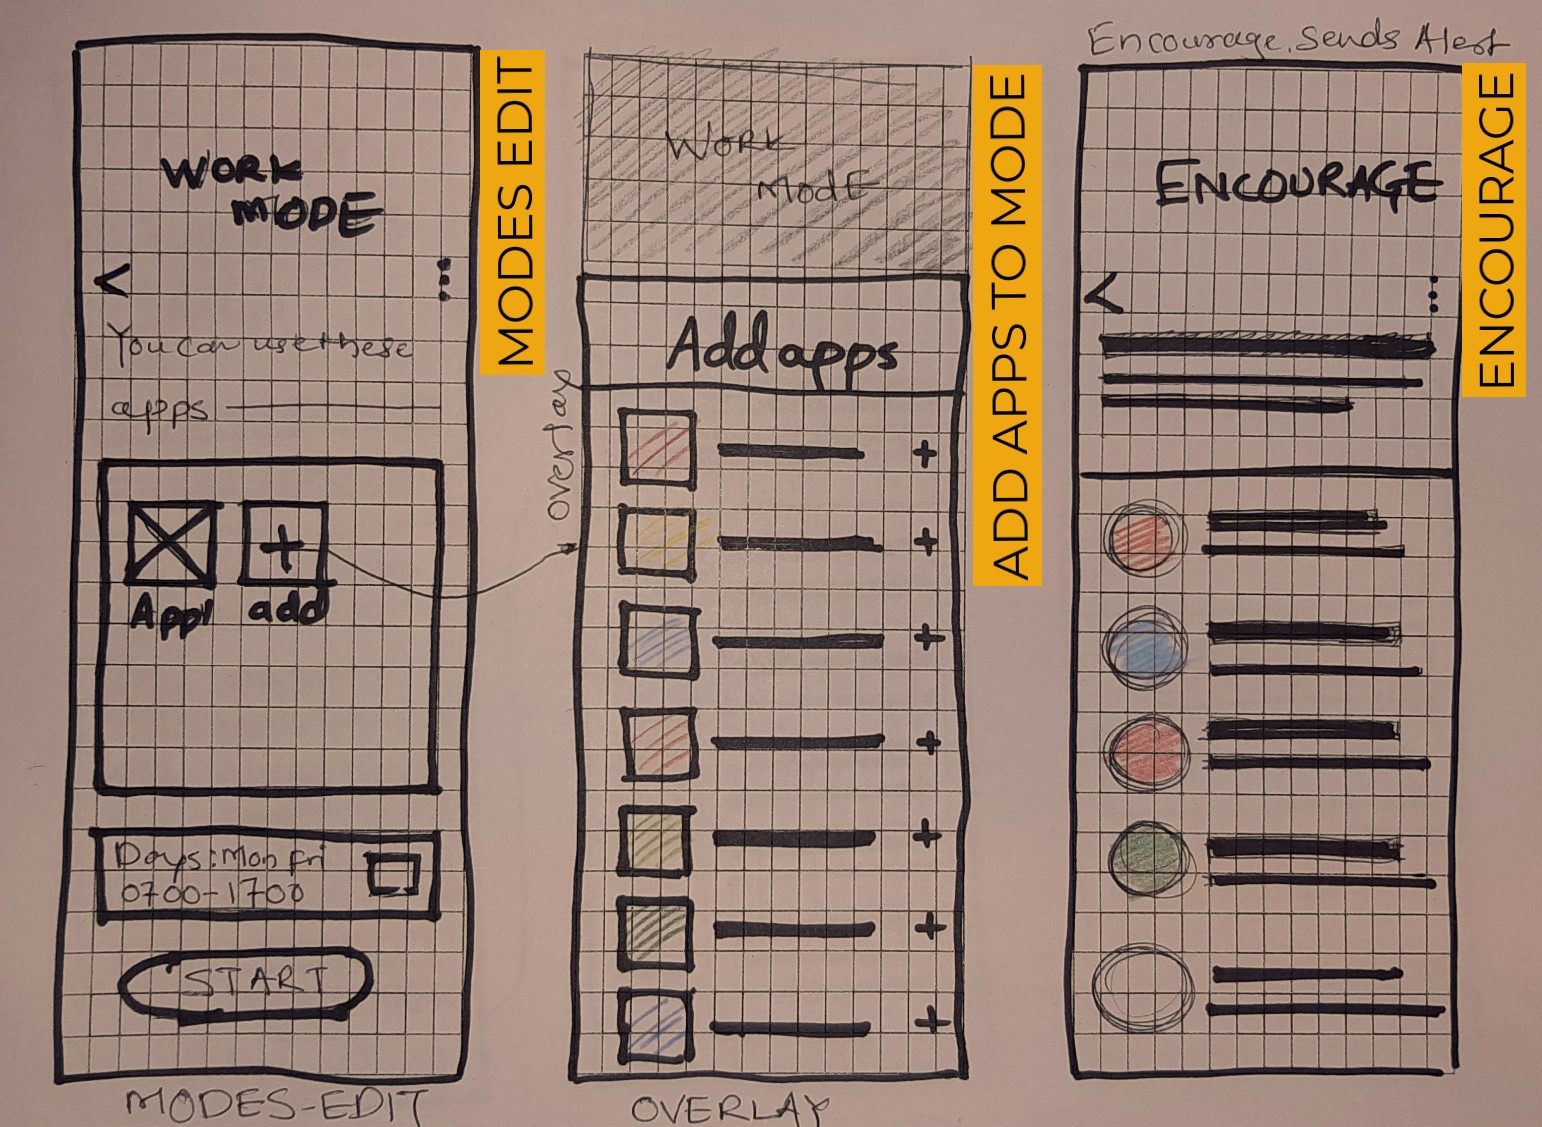 WORK
MODE
<
You can use these
apps
App1
add
Days: Mon Fri
0700-1700
START
MODES-EDIT
MODES EDIT
overlay
WORK
MODE
Add apps
+
+
+
+
+
+
+
+
OVERLAY
ADD APPS TO MODE
Encourage. Sends Alert
ENCOURAGE
<
ENCOURAGE